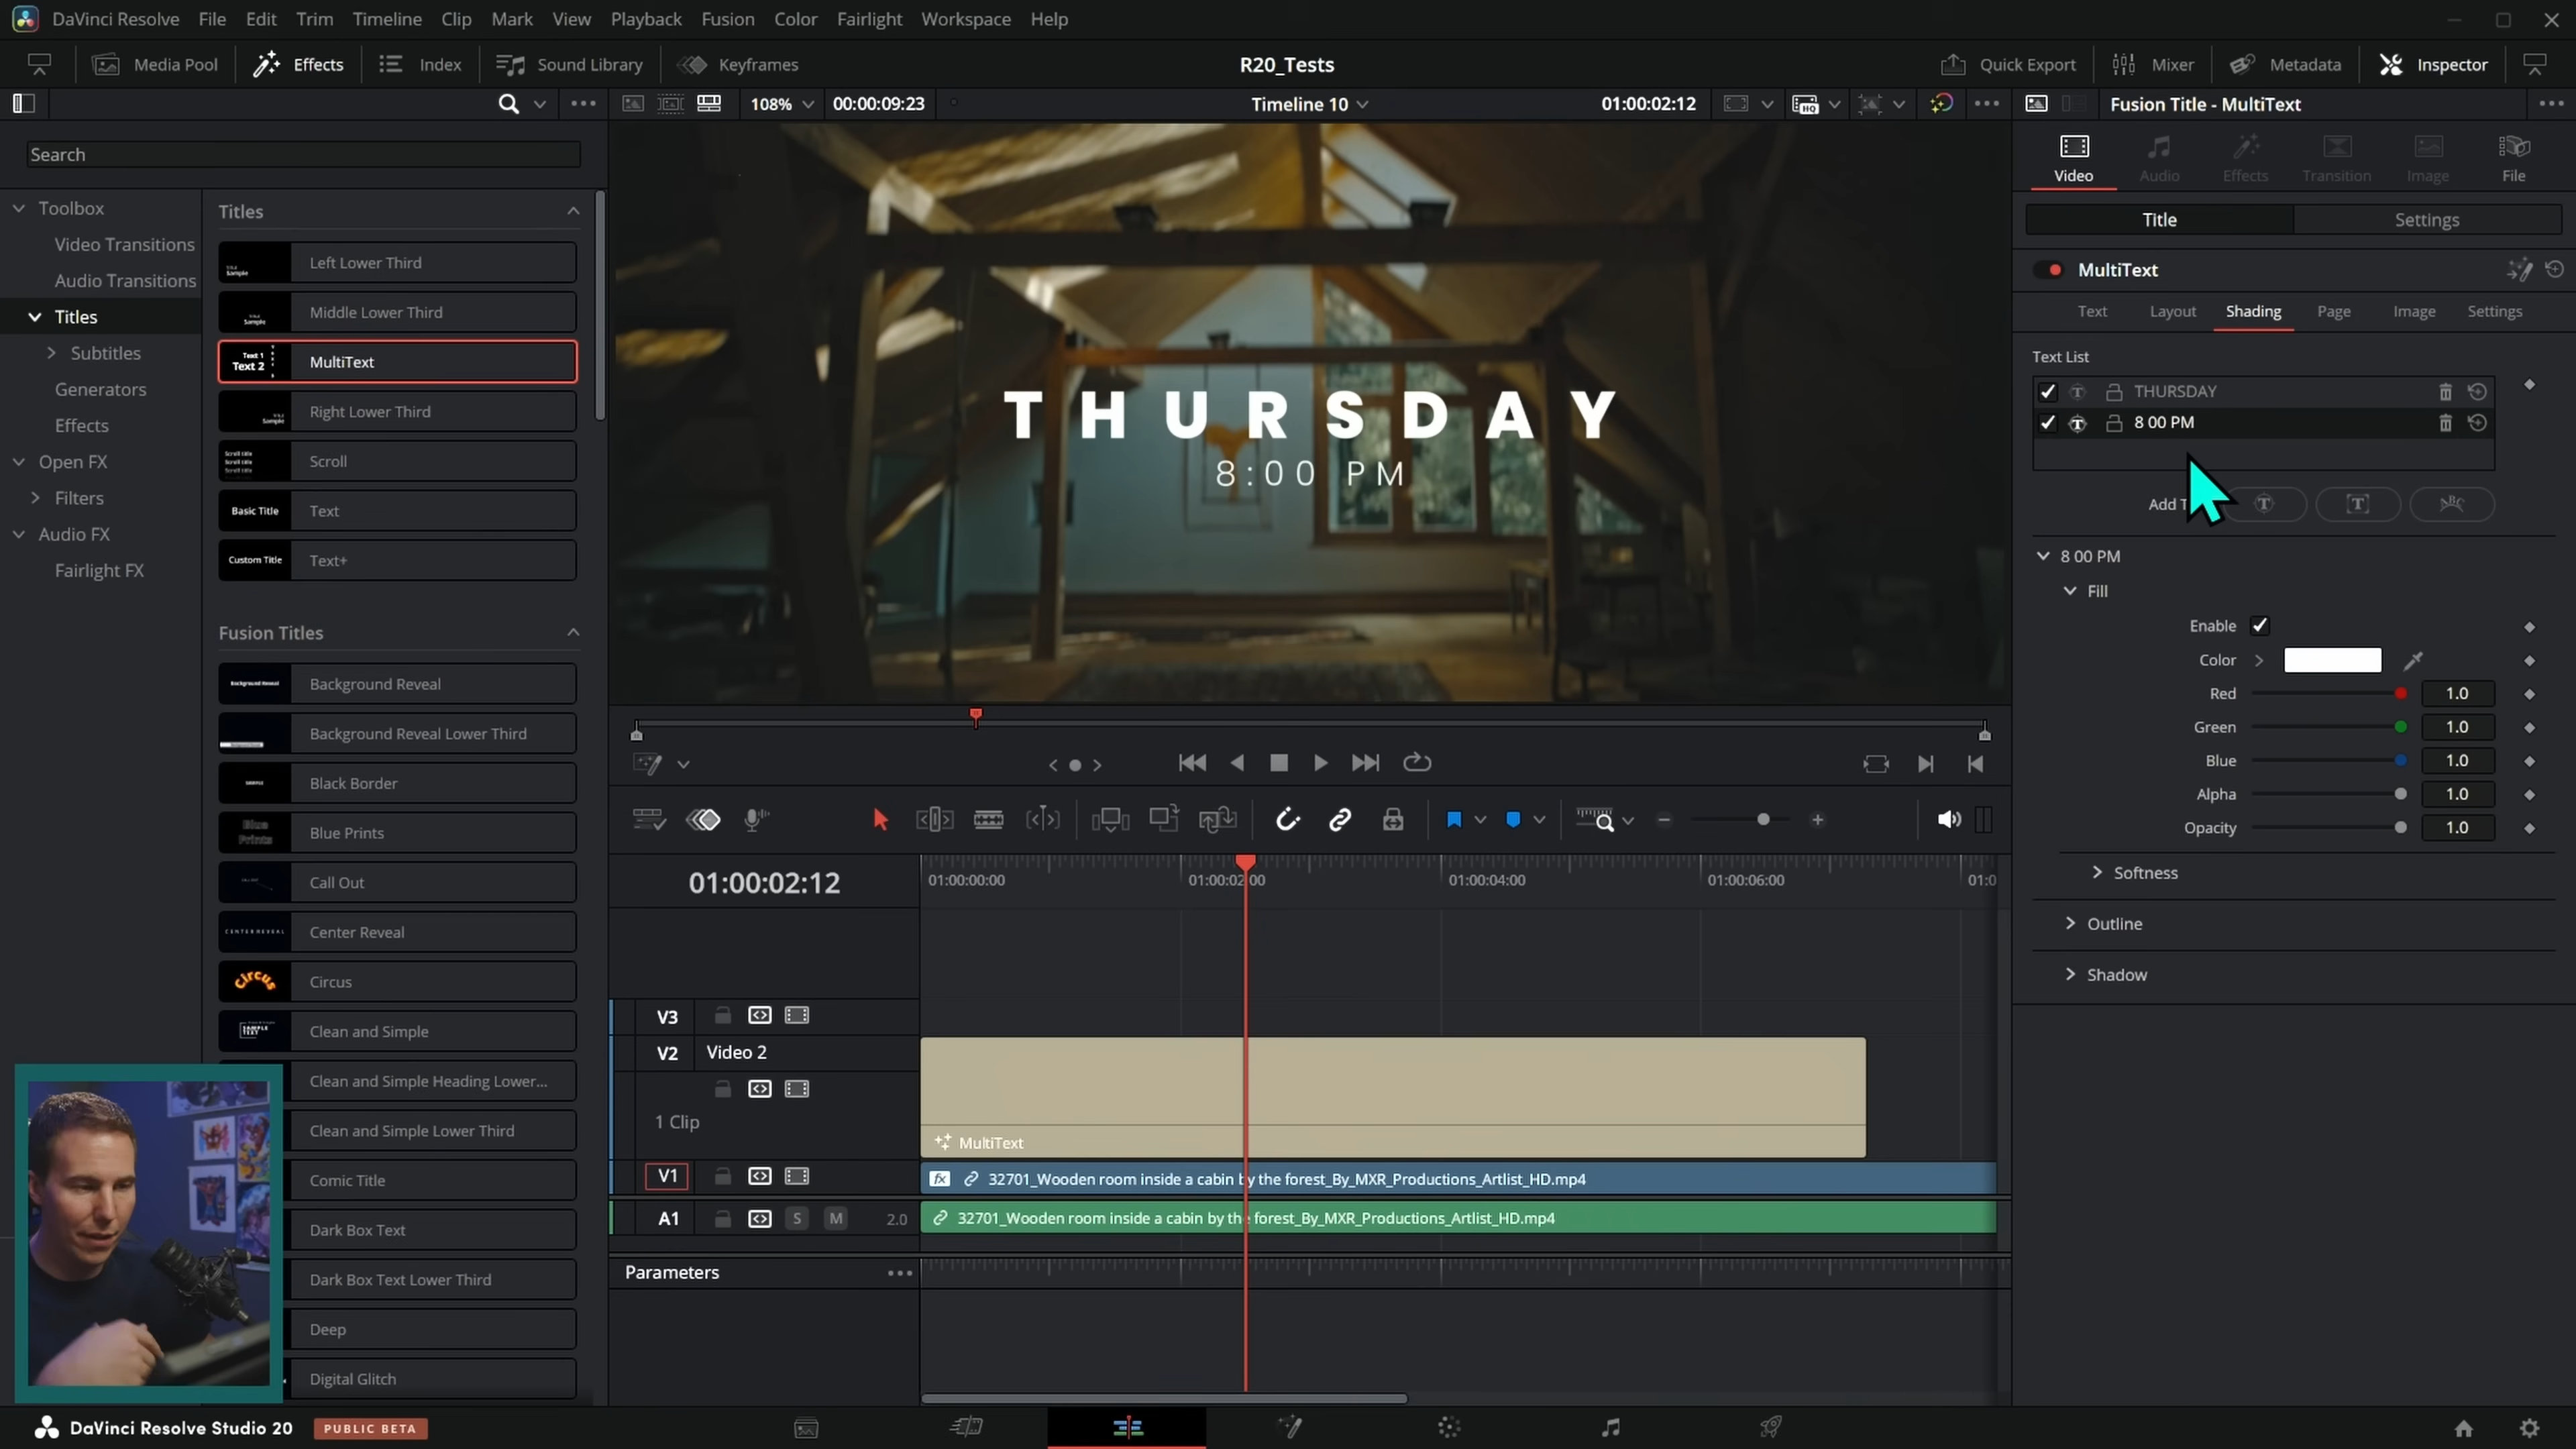 DaVinci Resolve File Edit Trim Timeline Clip Mark View Playback Fusion Color Fairlight Workspace Help
Media Pool Effects Index Sound Library Keyframes R20_Tests Quick Export Mixer Metadata Inspector
108% 00:00:09:23 Timeline 10 01:00:02:12 Fusion Title - MultiText
Search
Toolbox
Video Transitions
Audio Transitions
Titles
Subtitles
Generators
Effects
Open FX
Filters
Audio FX
Fairlight FX
Titles
Left Lower Third
Middle Lower Third
Text 1
Text 2
MultiText
Right Lower Third
Scroll
Basic Title Text
Custom Title Text+
Fusion Titles
Background Reveal
Background Reveal Lower Third
Black Border
Blue Prints
Call Out
Center Reveal
Circus
Clean and Simple
Clean and Simple Heading Lower...
Clean and Simple Lower Third
Comic Title
Dark Box Text
Dark Box Text Lower Third
Deep
Digital Glitch
THURSDAY
8:00 PM
01:00:02:12
01:00:00:00 01:00:02:00 01:00:04:00 01:00:06:00 01:0
V3
V2 Video 2
1 Clip
MultiText
V1 32701_Wooden room inside a cabin by the forest_By_MXR_Productions_Artlist_HD.mp4
A1 S M 2.0 32701_Wooden room inside a cabin by the forest_By_MXR_Productions_Artlist_HD.mp4
Parameters
Video Audio Effects Transition Image File
Title Settings
MultiText
Text Layout Shading Page Image Settings
Text List
THURSDAY
8 00 PM
Add T
8 00 PM
Fill
Enable
Color
Red 1.0
Green 1.0
Blue 1.0
Alpha 1.0
Opacity 1.0
Softness
Outline
Shadow
DaVinci Resolve Studio 20 PUBLIC BETA